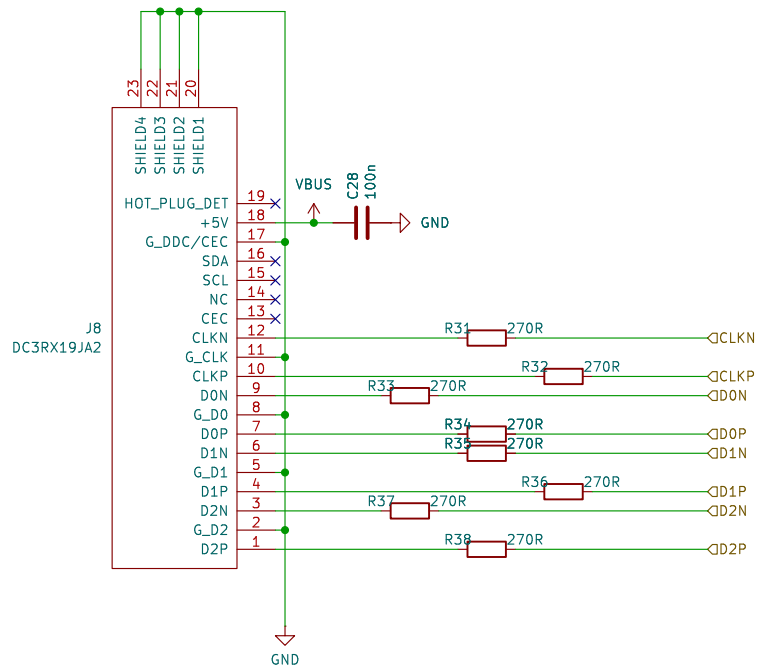 23
22
21
20
SHIELD4
SHIELD3
SHIELD2
SHIELD1
VBUS
C28
100n
GND
HOT_PLUG_DET 19
+5V 18
G_DDC/CEC 17
SDA 16
SCL 15
NC 14
CEC 13
J8
DC3RX19JA2
CLKN 12 R31 270R CLKN
G_CLK 11
CLKP 10 R32 270R CLKP
D0N 9 R33 270R D0N
G_D0 8
D0P 7 R34 270R D0P
D1N 6 R35 270R D1N
G_D1 5
D1P 4 R36 270R D1P
D2N 3 R37 270R D2N
G_D2 2
D2P 1 R38 270R D2P
GND